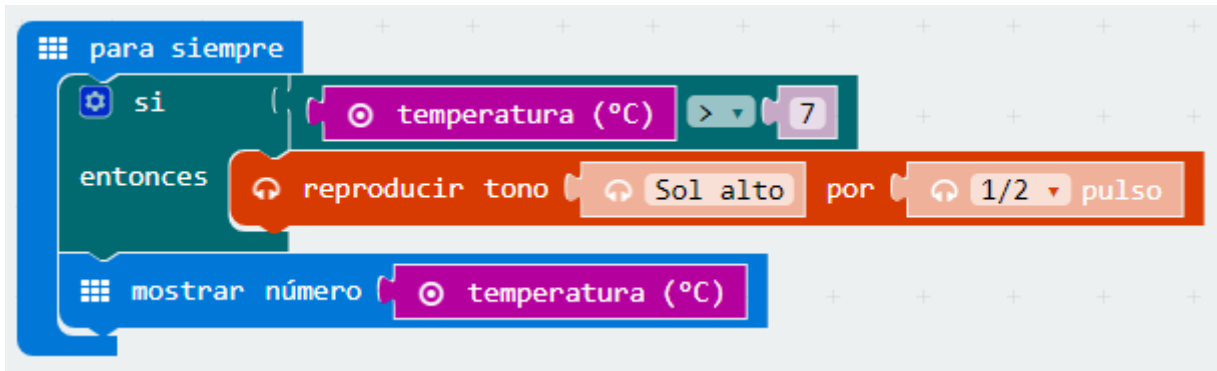 para siempre
si temperatura (°C) > 7
entonces reproducir tono Sol alto por 1/2 pulso
mostrar número temperatura (°C)